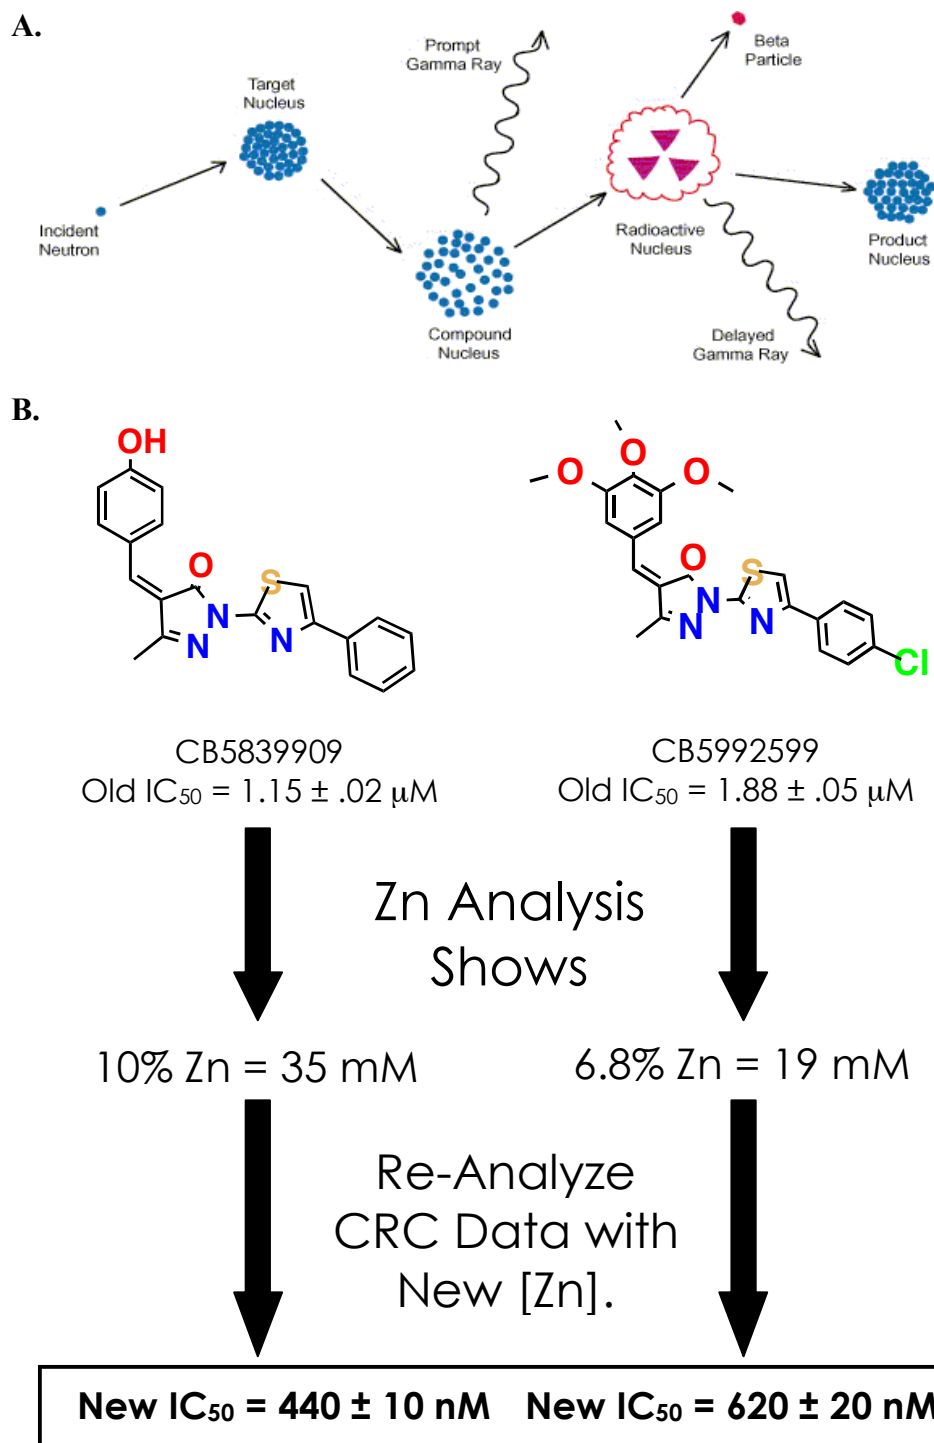 A.
Prompt
Gamma Ray
Beta
Particle
Target
Nucleus
Incident
Neutron
Radioactive
Nucleus
Product
Nucleus
Compound
Nucleus
Delayed
Gamma Ray
B.
OH
O
S
N
N
N
O
O
O
O
S
N
N
N
Cl
CB5839909
Old IC₅₀ = 1.15 ± .02 μM
CB5992599
Old IC₅₀ = 1.88 ± .05 μM
Zn Analysis
Shows
10% Zn = 35 mM
6.8% Zn = 19 mM
Re-Analyze
CRC Data with
New [Zn].
New IC₅₀ = 440 ± 10 nM
New IC₅₀ = 620 ± 20 nM